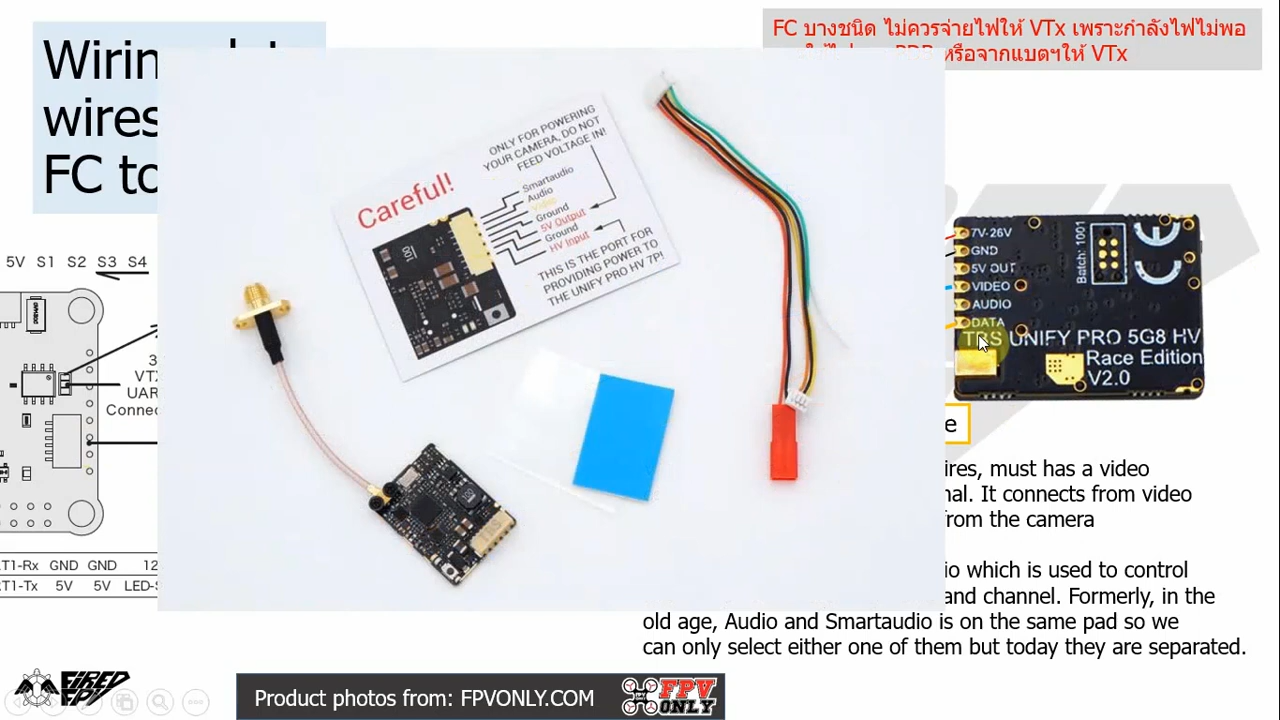 wires
FC to
FC บางชนิด ไม่ควรจ่ายไฟให้ VTx เพราะกำลังไฟไม่พอ
หรือจากแบตฯให้ VTx
Careful!
ONLY FOR POWERING
YOUR CAMERA, DO NOT
FEED VOLTAGE IN!
Smartaudio
Audio
Video
Ground
5V Output
Ground
HV Input
THIS IS THE PORT FOR
PROVIDING POWER TO
THE UNIFY PRO HV 7P!
5V S1 S2 S3 S4
VTX
UART
7V-26V
GND
5V OUT
VIDEO
AUDIO
DATA
Batch: 1001
TBS UNIFY PRO 5G8 HV
Race Edition
V2.0
ires, must has a video
nal. It connects from video
from the camera
io which is used to control
and channel. Formerly, in the
old age, Audio and Smartaudio is on the same pad so we
can only select either one of them but today they are separated.
T1-Rx GND GND 12
T1-Tx 5V 5V LED-S
FiRED
FPV
Product photos from: FPVONLY.COM
FPV
ONLY